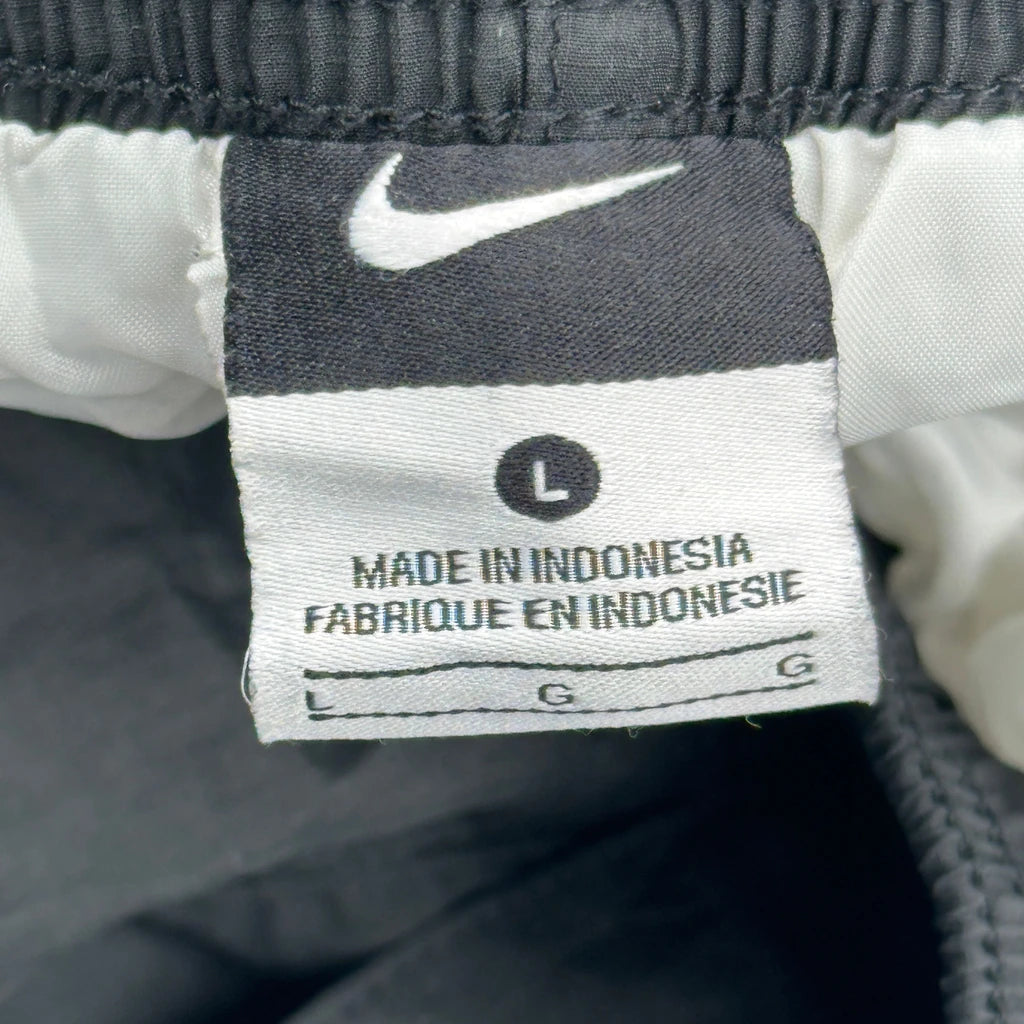 L
MADE IN INDONESIA
FABRIQUE EN INDONESIE
L G G